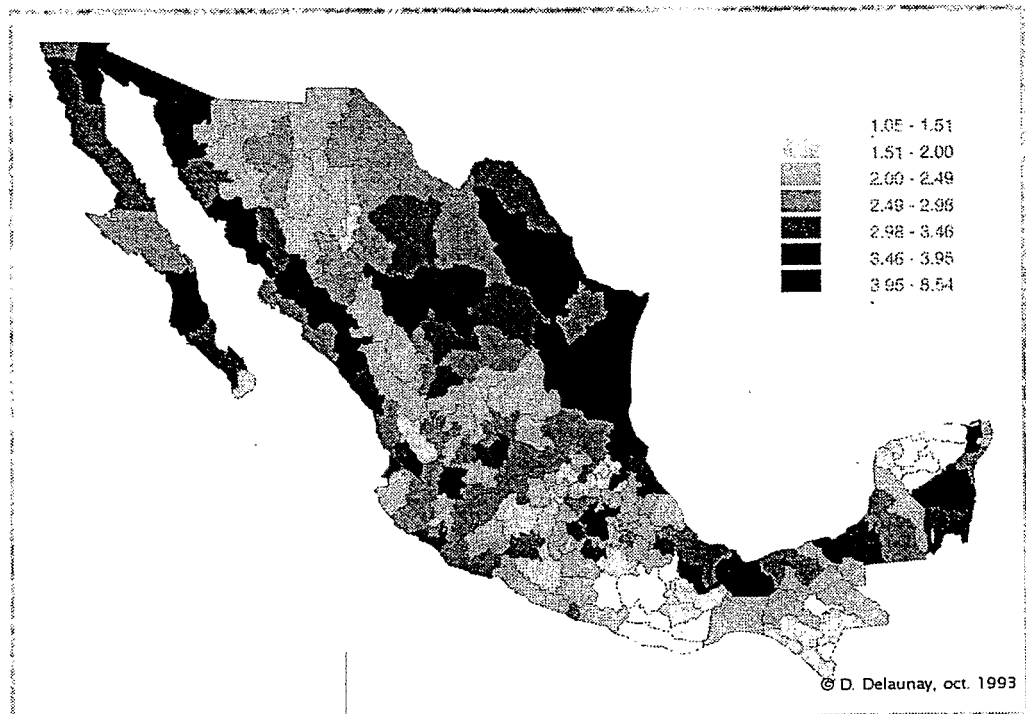 1.05 - 1.51
1.51 - 2.00
2.00 - 2.49
2.49 - 2.98
2.98 - 3.46
3.46 - 3.95
3.95 - 8.54
© D. Delaunay, oct. 1993